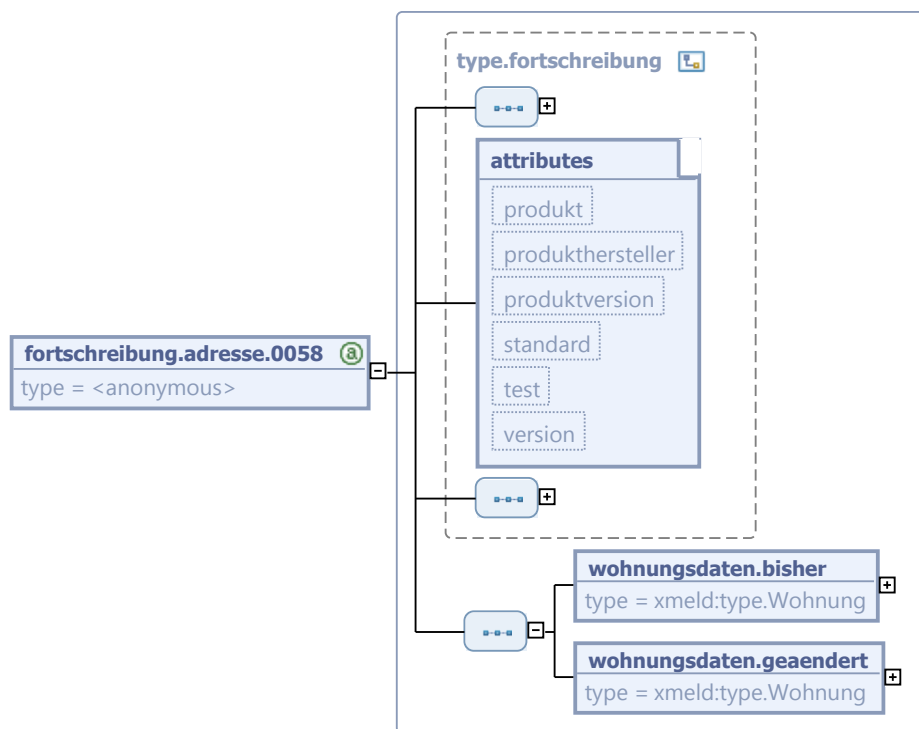 type.fortschreibung
attributes
produkt
produkthersteller
produktversion
standard
test
version
fortschreibung.adresse.0058 @
type = <anonymous>
wohnungsdaten.bisher
type = xmeld:type.Wohnung
wohnungsdaten.geaendert
type = xmeld:type.Wohnung